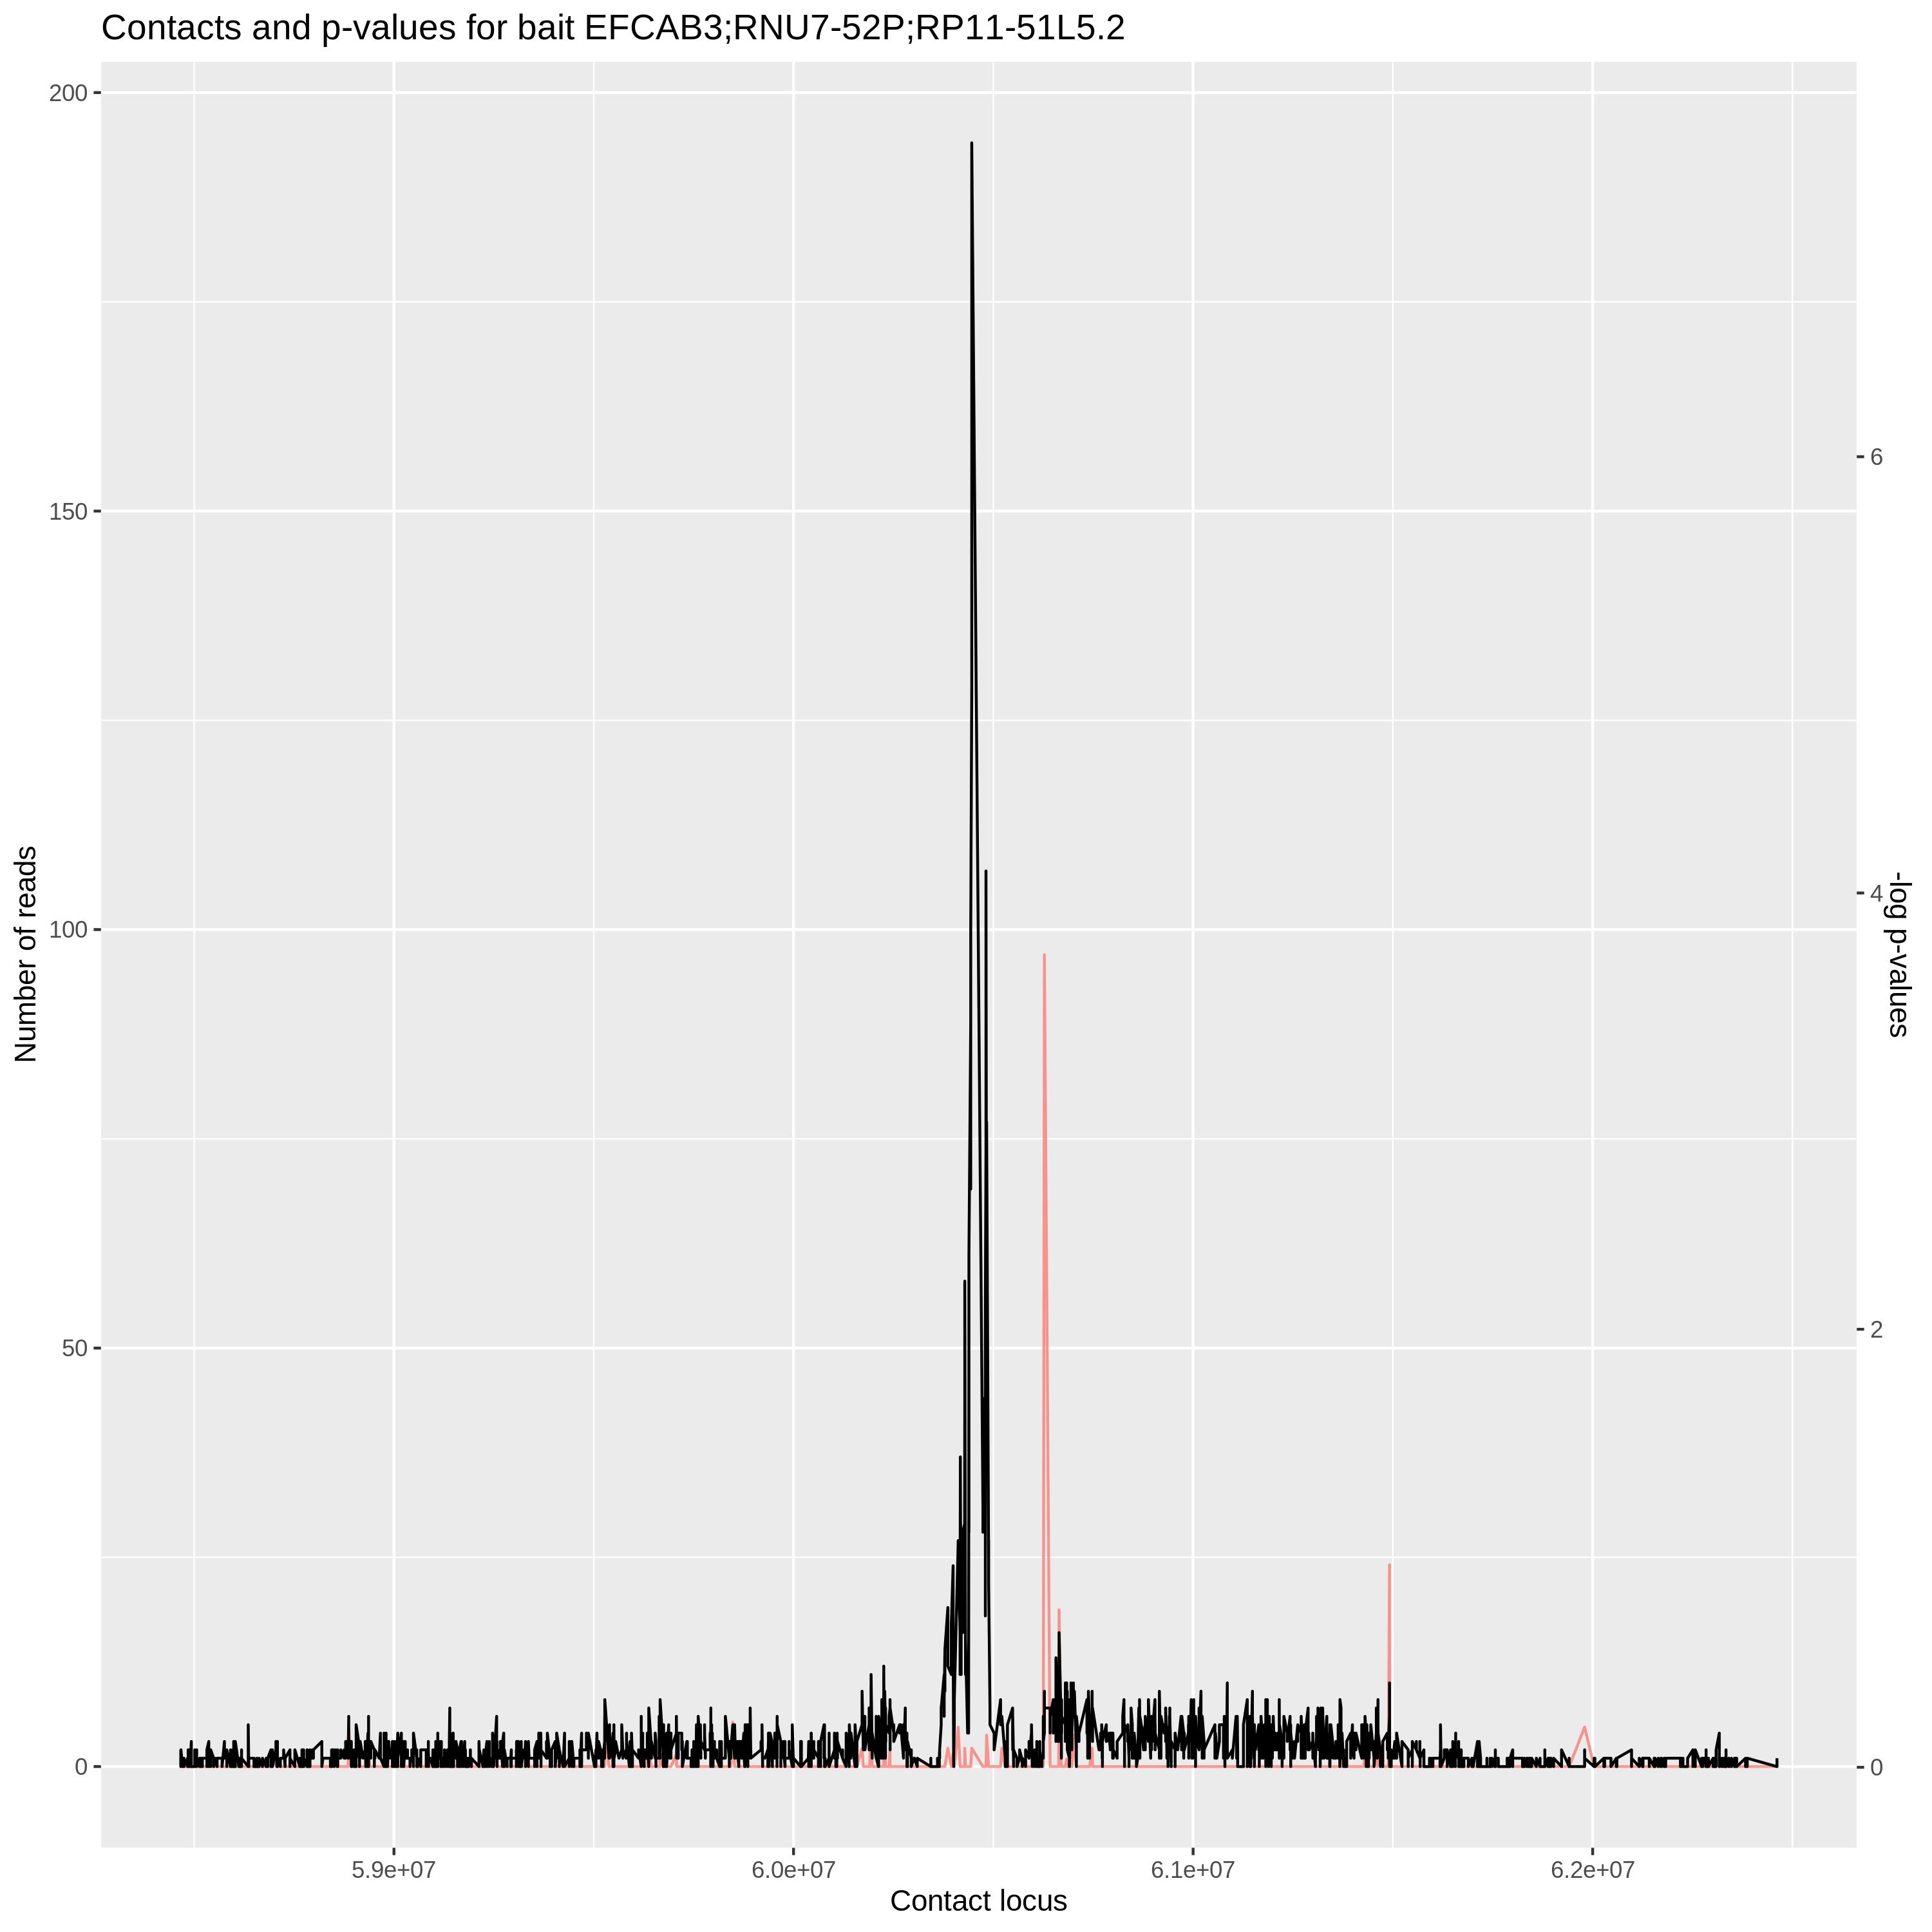 Contacts and p-values for bait EFCAB3;RNU7-52P;RP11-51L5.2
200
150
100
50
0
Number of reads
6
4
2
0
-log p-values
5.9e+07
6.0e+07
6.1e+07
6.2e+07
Contact locus